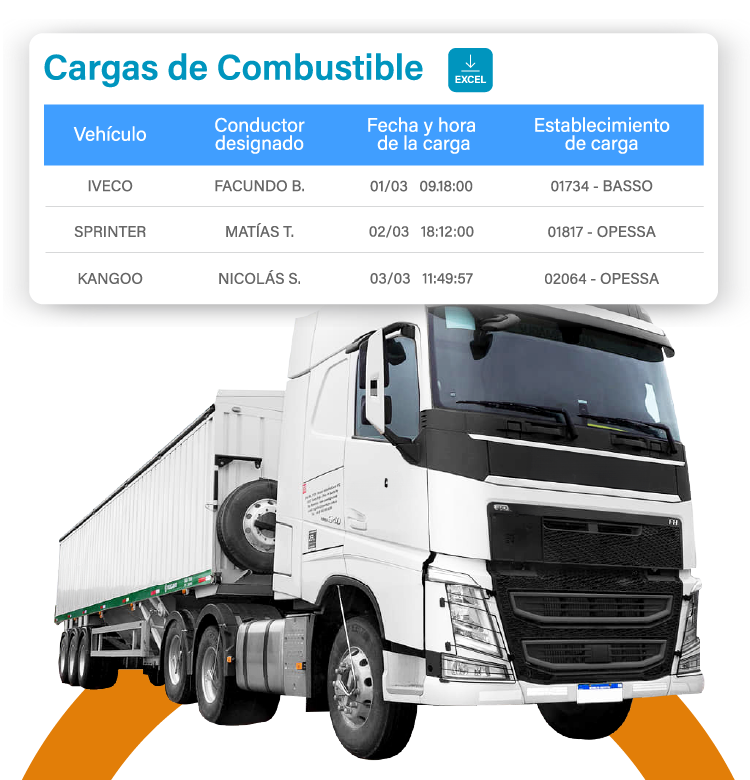 Cargas de Combustible
EXCEL
Vehículo
Conductor
designado
Fecha y hora
de la carga
Establecimiento
de carga
IVECO FACUNDO B. 01/03 09.18:00 01734 - BASSO
SPRINTER MATÍAS T. 02/03 18:12:00 01817 - OPESSA
KANGOO NICOLÁS S. 03/03 11:49:57 02064 - OPESSA